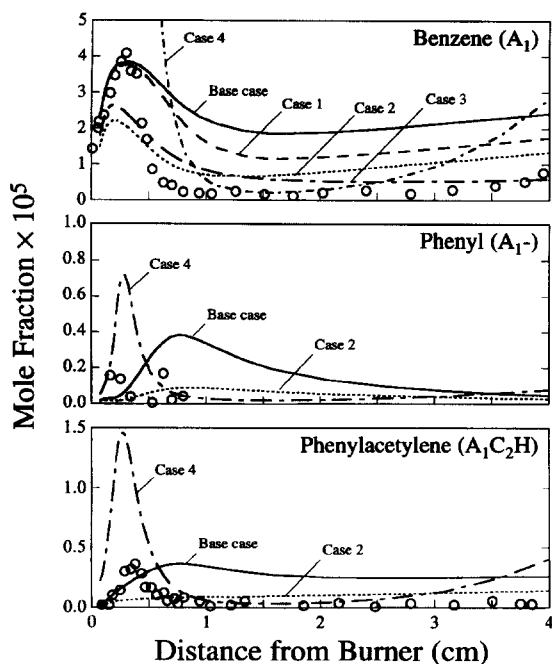 Mole Fraction × 10⁵
5
4
3
2
1
0
Benzene (A₁)
Case 4
Base case
Case 1
Case 2
Case 3
1.0
0.8
0.6
0.4
0.2
0.0
Phenyl (A₁-)
Case 4
Base case
Case 2
1.5
1.0
0.5
0.0
Phenylacetylene (A₁C₂H)
Case 4
Base case
Case 2
0 1 2 3 4
Distance from Burner (cm)